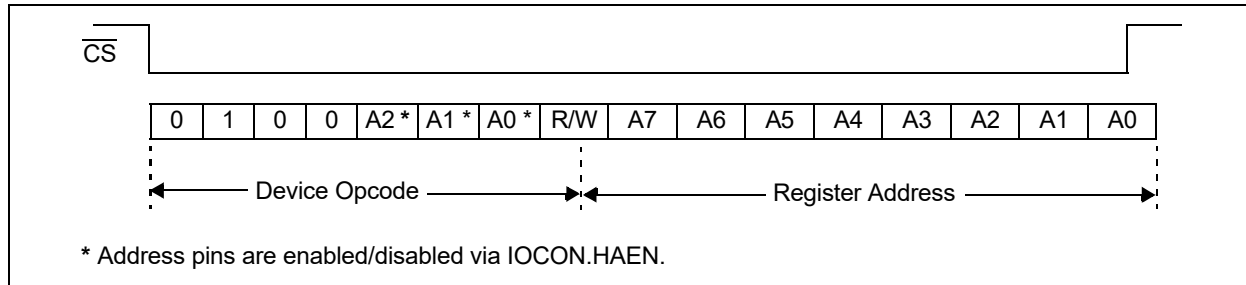 CS
0 1 0 0 A2 * A1 * A0 * R/W A7 A6 A5 A4 A3 A2 A1 A0
Device Opcode Register Address
* Address pins are enabled/disabled via IOCON.HAEN.